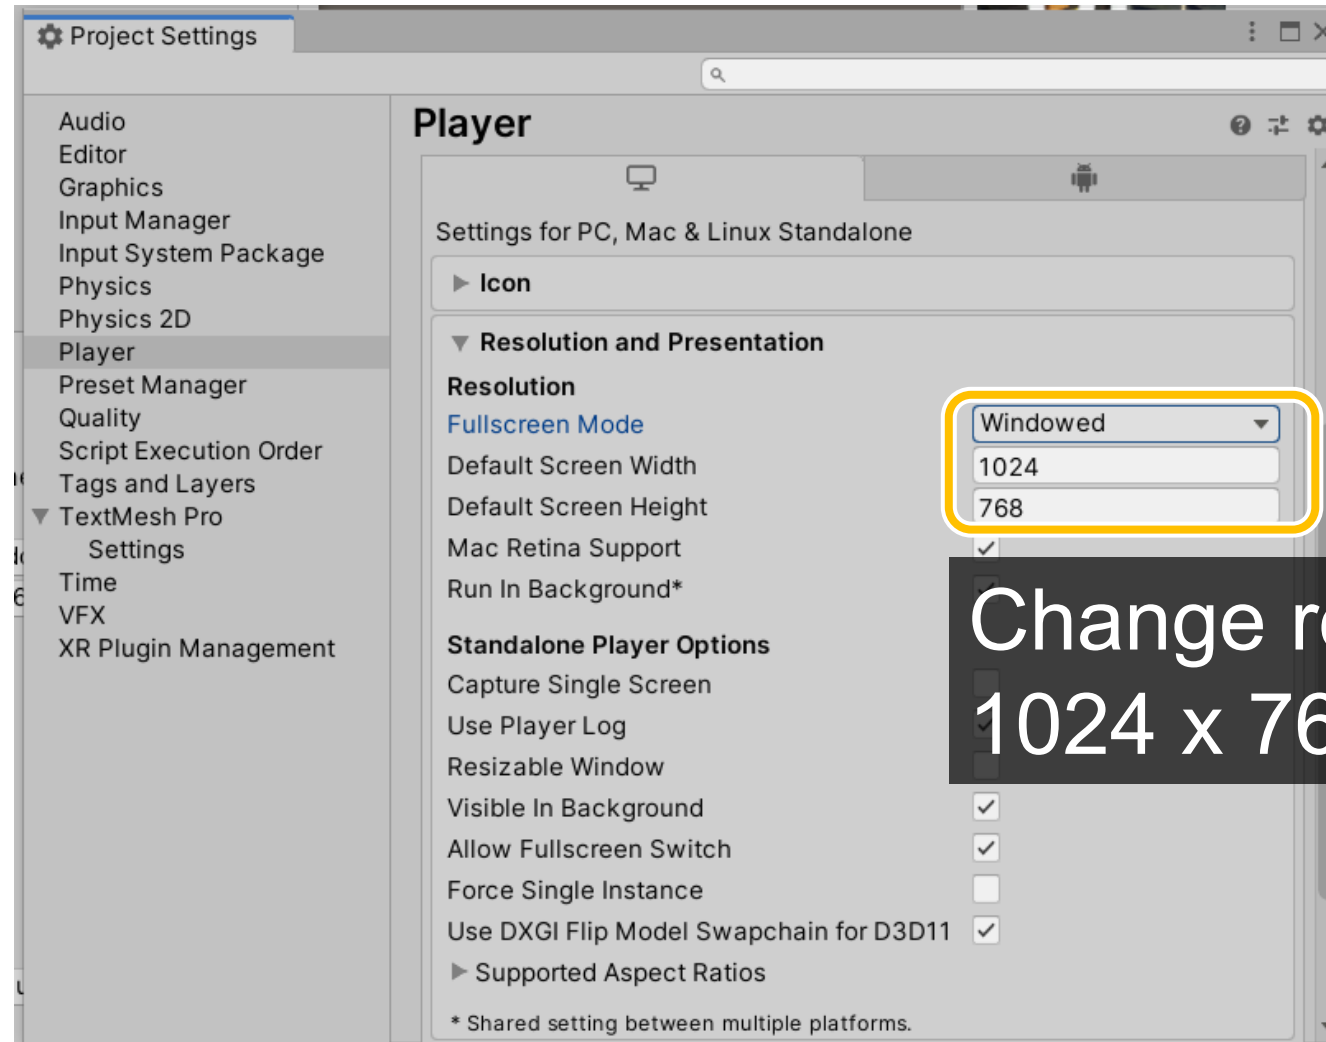 Project Settings
Audio
Editor
Graphics
Input Manager
Input System Package
Physics
Physics 2D
Player
Preset Manager
Quality
Script Execution Order
Tags and Layers
TextMesh Pro
Settings
Time
VFX
XR Plugin Management
Player
Settings for PC, Mac & Linux Standalone
Icon
Resolution and Presentation
Resolution
Fullscreen Mode Windowed
Default Screen Width 1024
Default Screen Height 768
Mac Retina Support
Run In Background*
Standalone Player Options
Capture Single Screen
Use Player Log
Resizable Window
Visible In Background
Allow Fullscreen Switch
Force Single Instance
Use DXGI Flip Model Swapchain for D3D11
Supported Aspect Ratios
* Shared setting between multiple platforms.
Change
1024 x